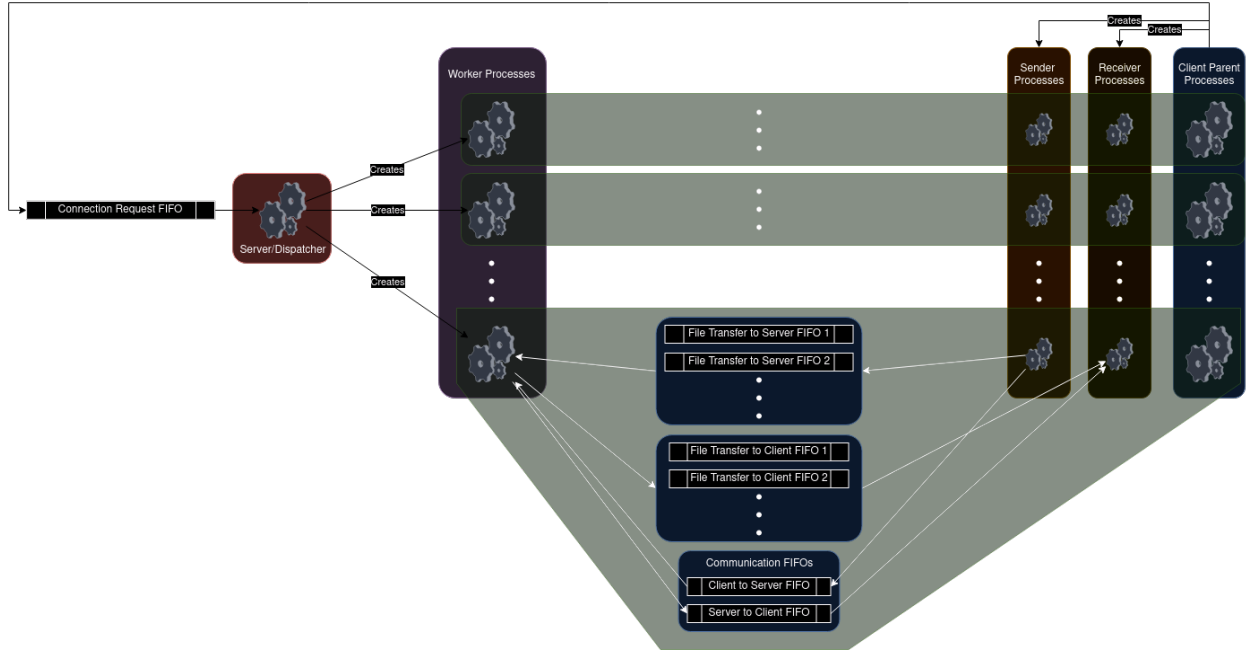 Creates
Creates
Worker Processes
Sender
Processes
Receiver
Processes
Client Parent
Processes
Creates
Connection Request FIFO
Creates
Server/Dispatcher
Creates
File Transfer to Server FIFO 1
File Transfer to Server FIFO 2
File Transfer to Client FIFO 1
File Transfer to Client FIFO 2
Communication FIFOs
Client to Server FIFO
Server to Client FIFO